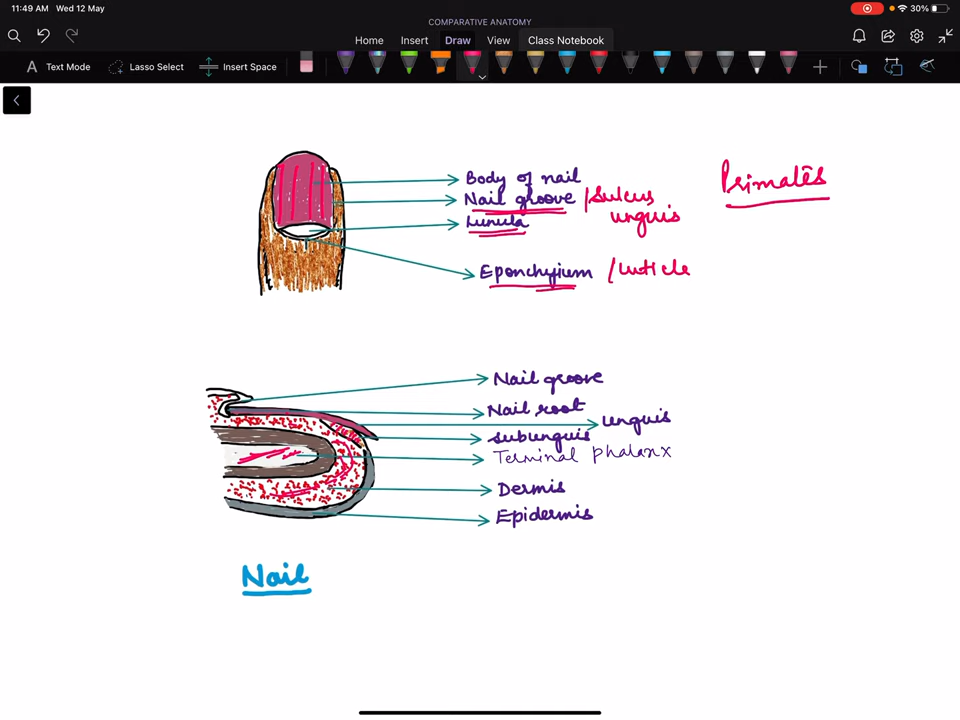 11:49 AM Wed 12 May
30%
COMPARATIVE ANATOMY
Home Insert Draw View Class Notebook
Text Mode Lasso Select Insert Space
Primates
Body of nail
Nail groove /sulcus unguis
Lunula
Eponchyium /cuticle
Nail groove
Nail root
unguis
subunguis
Terminal phalanx
Dermis
Epidermis
Nail